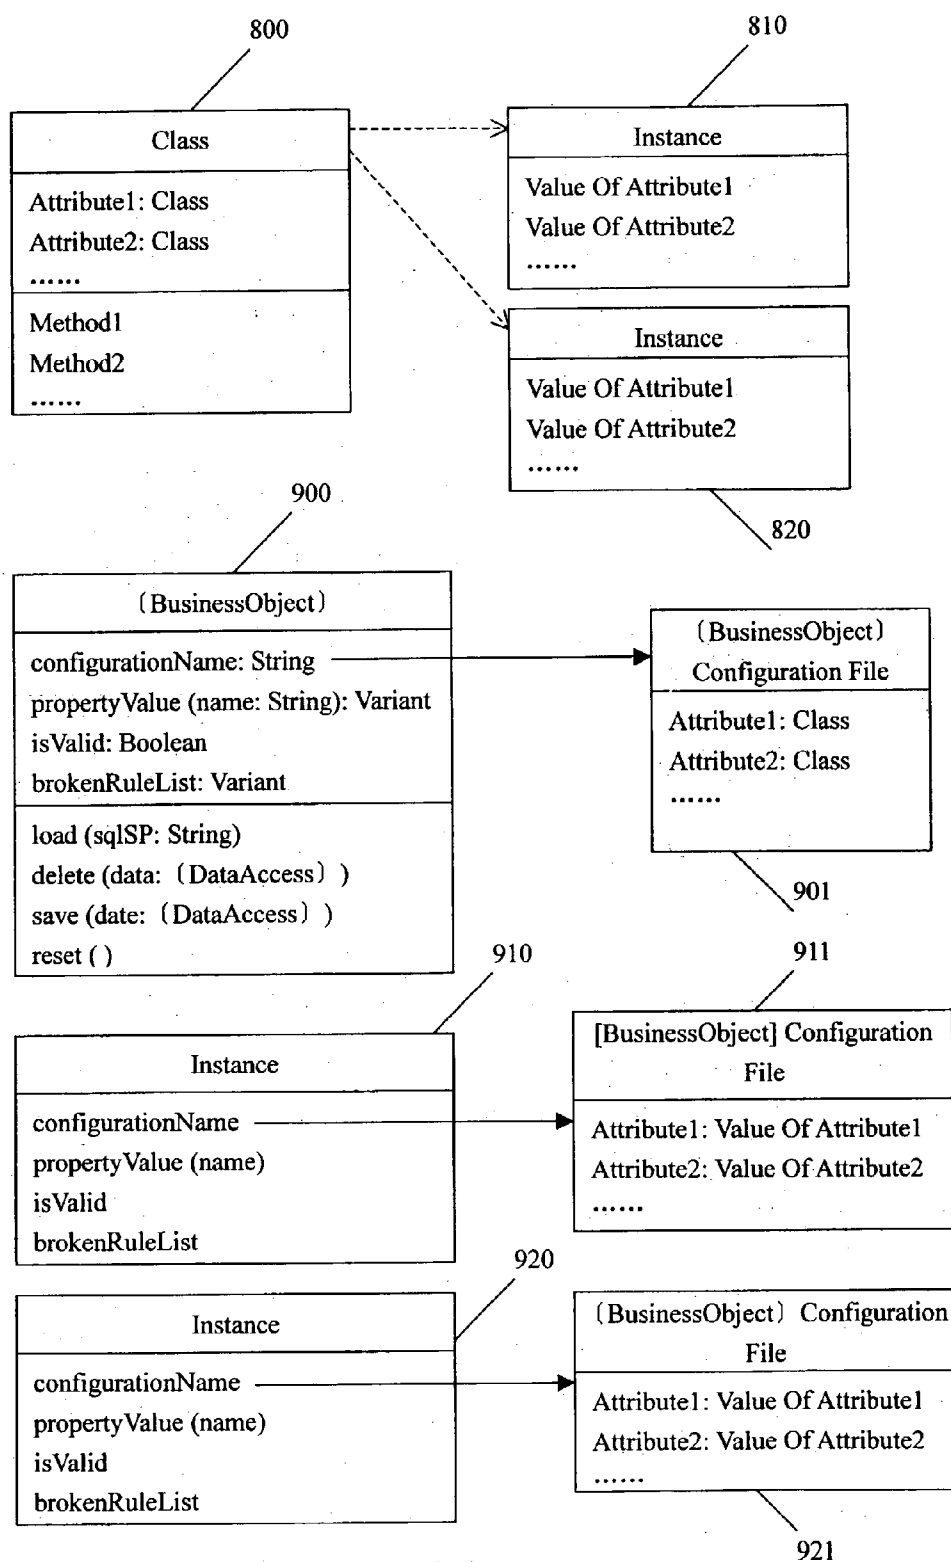 800
810
Class
Attribute1: Class
Attribute2: Class
......
Method1
Method2
......
Instance
Value Of Attribute1
Value Of Attribute2
......
Instance
Value Of Attribute1
Value Of Attribute2
......
820
900
〔BusinessObject〕
configurationName: String
propertyValue (name: String): Variant
isValid: Boolean
brokenRuleList: Variant
load (sqlSP: String)
delete (data: 〔DataAccess〕)
save (date: 〔DataAccess〕)
reset ( )
〔BusinessObject〕
Configuration File
Attribute1: Class
Attribute2: Class
......
901
910
Instance
configurationName
propertyValue (name)
isValid
brokenRuleList
911
[BusinessObject] Configuration
File
Attribute1: Value Of Attribute1
Attribute2: Value Of Attribute2
......
920
Instance
configurationName
propertyValue (name)
isValid
brokenRuleList
〔BusinessObject〕 Configuration
File
Attribute1: Value Of Attribute1
Attribute2: Value Of Attribute2
......
921